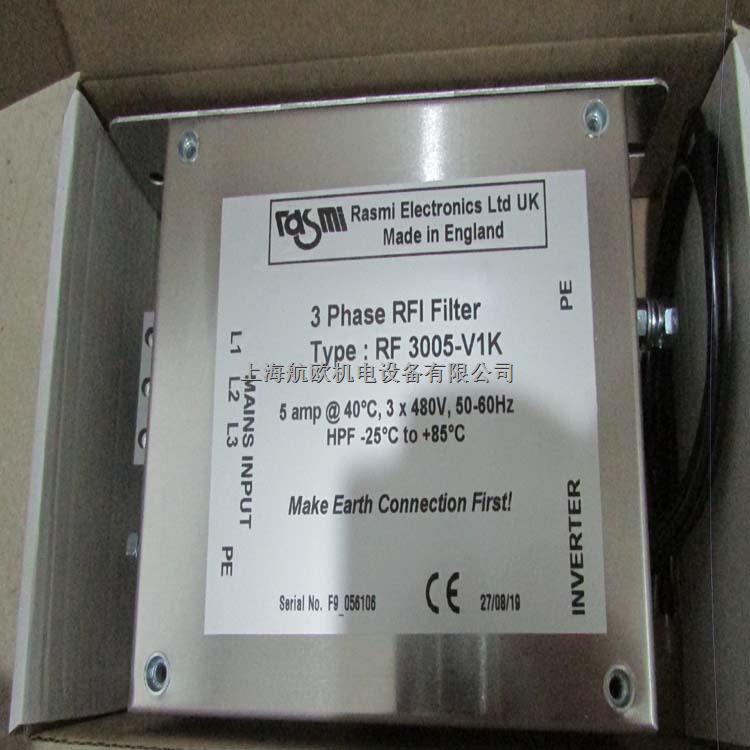 rasmi
Rasmi Electronics Ltd UK
Made in England
3 Phase RFI Filter
Type : RF 3005-V1K
上海航欧机电设备有限公司
5 amp @ 40°C, 3 x 480V, 50-60Hz
HPF -25°C to +85°C
Make Earth Connection First!
Serial No. F9_056106
CE
27/08/19
L1 L2 L3
MAINS INPUT
PE
PE
INVERTER